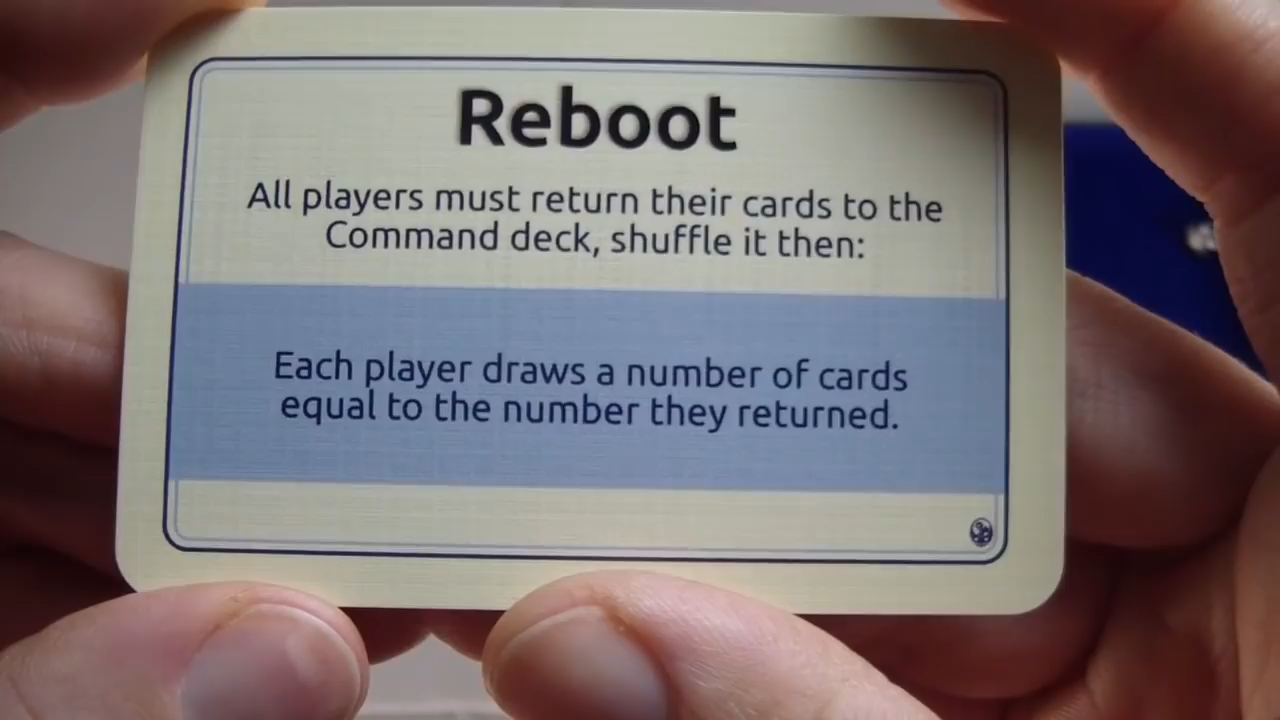 Reboot
All players must return their cards to the
Command deck, shuffle it then:
Each player draws a number of cards
equal to the number they returned.